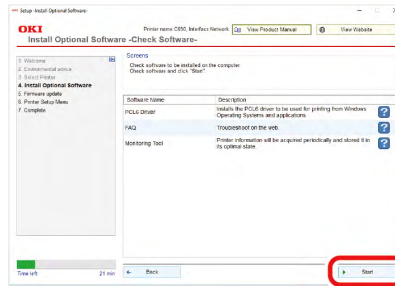 Setup -Install Optional Software-
OKI
Printer name C650, Interface Network
View Product Manual
View Website
Install Optional Software -Check Software-
1. Welcome
2. Environmental advice
3. Select Printer
4. Install Optional Software
5. Firmware update
6. Printer Setup Menu
7. Complete
Screens
Check software to be installed on the computer.
Check software and click "Start".
Software Name
Description
PCL6 Driver
Installs the PCL6 driver to be used for printing from Windows
Operating Systems and applications.
FAQ
Troubleshoot on the web.
Monitoring Tool
Printer information will be acquired periodically and stored it in
its optimal state.
Time left
21 min
Back
Start